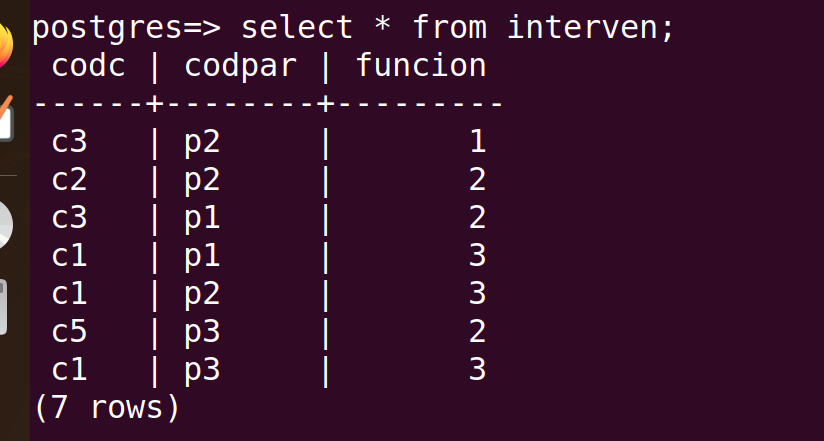 postgres=> select * from interven;
 codc | codpar | funcion
------+--------+---------
 c3   | p2     |       1
 c2   | p2     |       2
 c3   | p1     |       2
 c1   | p1     |       3
 c1   | p2     |       3
 c5   | p3     |       2
 c1   | p3     |       3
(7 rows)